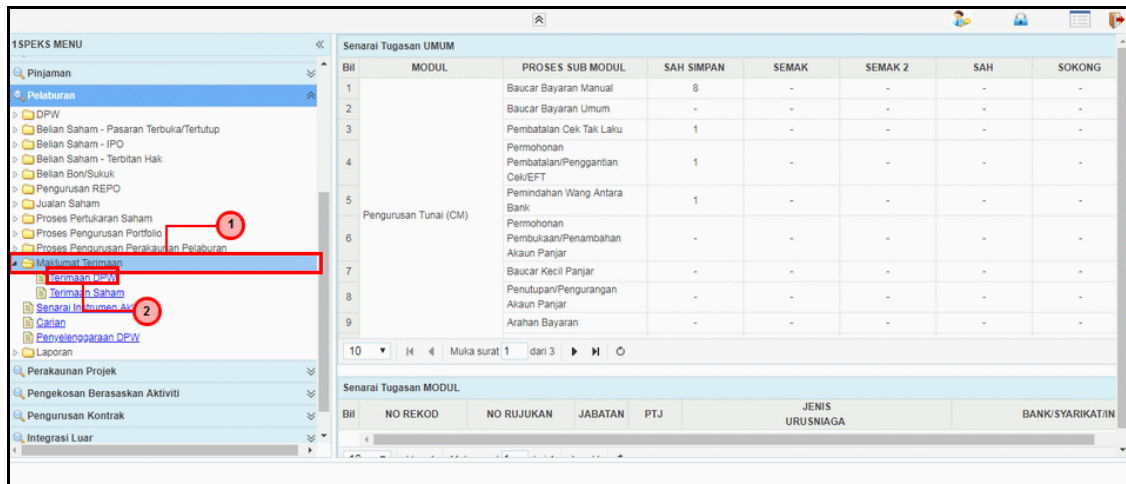 1SPEKS MENU
Pinjaman
Pelaburan
DPW
Belian Saham - Pasaran Terbuka/Tertutup
Belian Saham - IPO
Belian Saham - Terbitan Hak
Belian Bon/Sukuk
Pengurusan REPO
Jualan Saham
Proses Pertukaran Saham
Proses Pengurusan Portfolio
1
Proses Pengurusan Perakaunan Pelaburan
Maklumat Terimaan
Terimaan DPW
Terimaan Saham
Senarai Instrumen
2
Carian
Penyelenggaraan DPW
Laporan
Perakaunan Projek
Pengekosan Berasaskan Aktiviti
Pengurusan Kontrak
Integrasi Luar
Senarai Tugasan UMUM
Bil MODUL PROSES SUB MODUL SAH SIMPAN SEMAK SEMAK 2 SAH SOKONG
Pengurusan Tunai (CM)
1 Baucar Bayaran Manual 8 - - - -
2 Baucar Bayaran Umum - - - - -
3 Pembatalan Cek Tak Laku 1 - - - -
Permohonan
4 Pembatalan/Penggantian 1 - - - -
Cek/EFT
5 Pemindahan Wang Antara 1 - - - -
Bank
Permohonan
6 Pembukaan/Penambahan - - - - -
Akaun Panjar
7 Baucar Kecil Panjar - - - - -
8 Penutupan/Pengurangan - - - - -
Akaun Panjar
9 Arahan Bayaran - - - - -
10 Muka surat 1 dari 3
Senarai Tugasan MODUL
Bil NO REKOD NO RUJUKAN JABATAN PTJ JENIS BANK/SYARIKAT/IN
URUSNIAGA